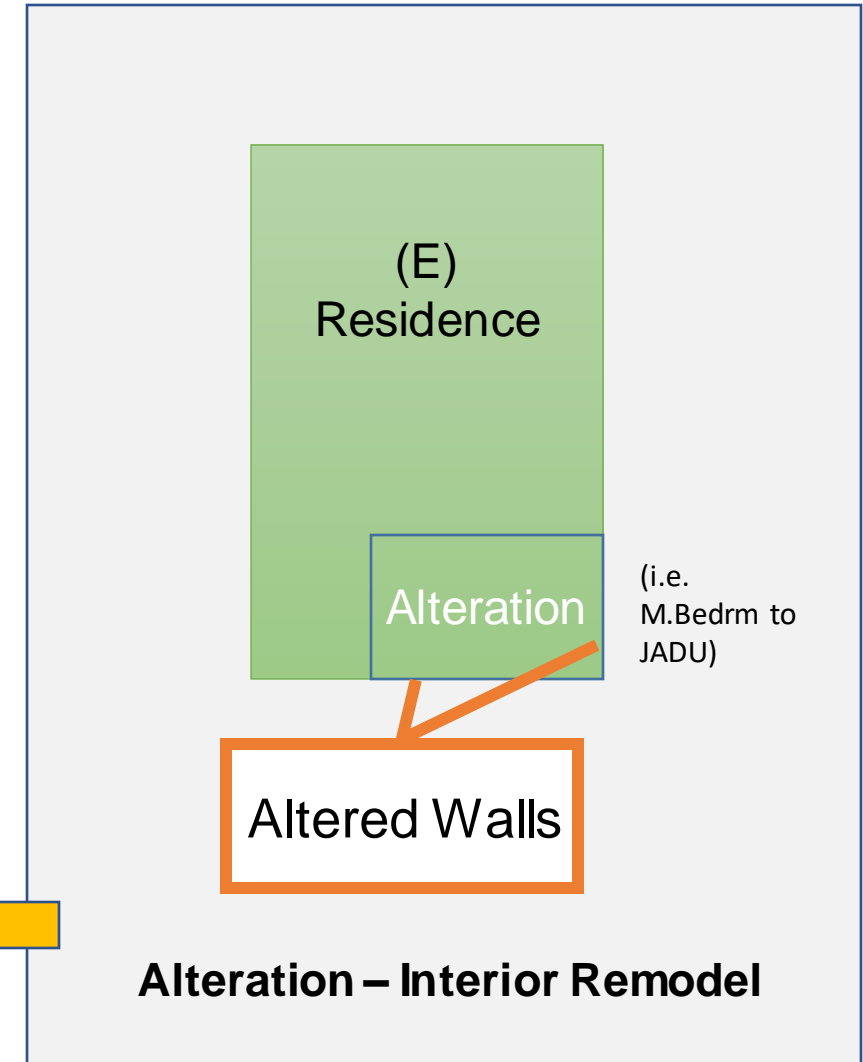 (E)
Residence
Alteration
(i.e.
M.Bedrm to
JADU)
Altered Walls
Alteration – Interior Remodel